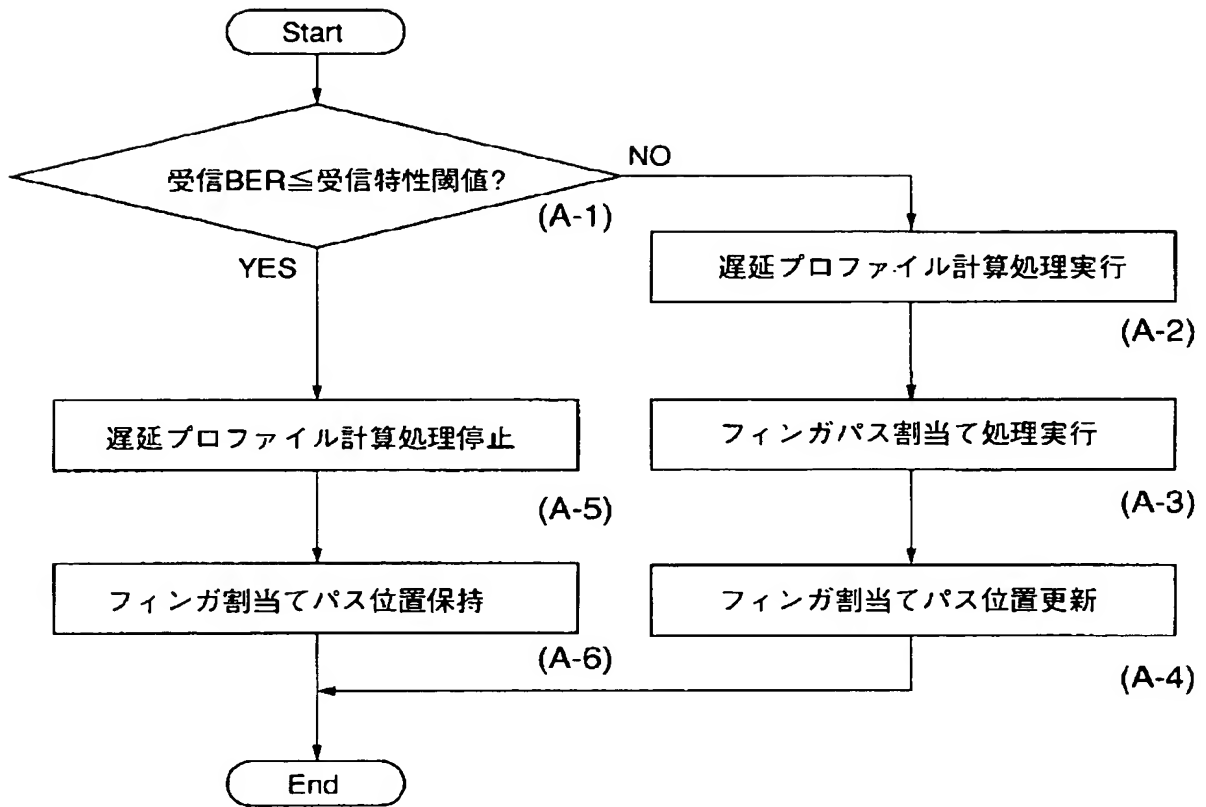 Start
受信BER≦受信特性閾値?
(A-1)
NO
YES
遅延プロファイル計算処理実行
(A-2)
フィンガパス割当て処理実行
(A-3)
フィンガ割当てパス位置更新
(A-4)
遅延プロファイル計算処理停止
(A-5)
フィンガ割当てパス位置保持
(A-6)
End